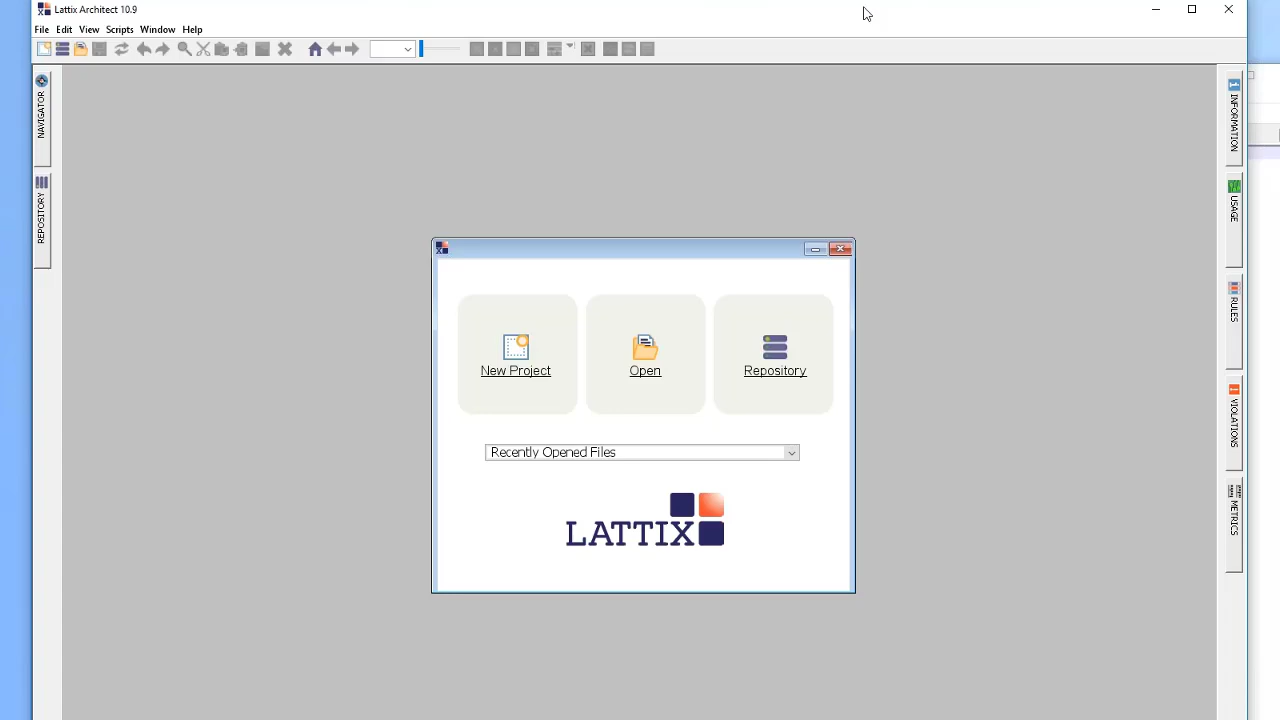 Lattix Architect 10.9
File Edit View Scripts Window Help
NAVIGATOR
REPOSITORY
New Project
Open
Repository
Recently Opened Files
LATTIX
INFORMATION
USAGE
RULES
VIOLATIONS
METRICS